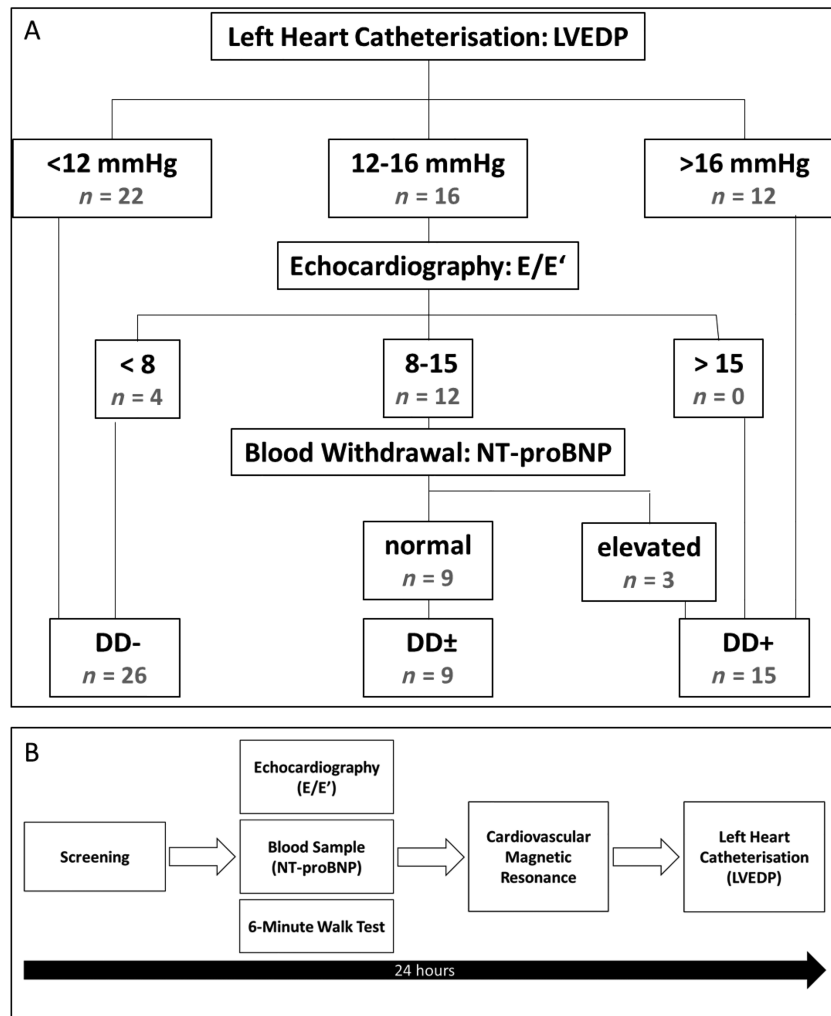 A
Left Heart Catheterisation: LVEDP
<12 mmHg
n = 22
12-16 mmHg
n = 16
>16 mmHg
n = 12
Echocardiography: E/E‘
< 8
n = 4
8-15
n = 12
> 15
n = 0
Blood Withdrawal: NT-proBNP
normal
n = 9
elevated
n = 3
DD-
n = 26
DD±
n = 9
DD+
n = 15
B
Screening
Echocardiography
(E/E’)
Blood Sample
(NT-proBNP)
6-Minute Walk Test
Cardiovascular
Magnetic
Resonance
Left Heart
Catheterisation
(LVEDP)
24 hours